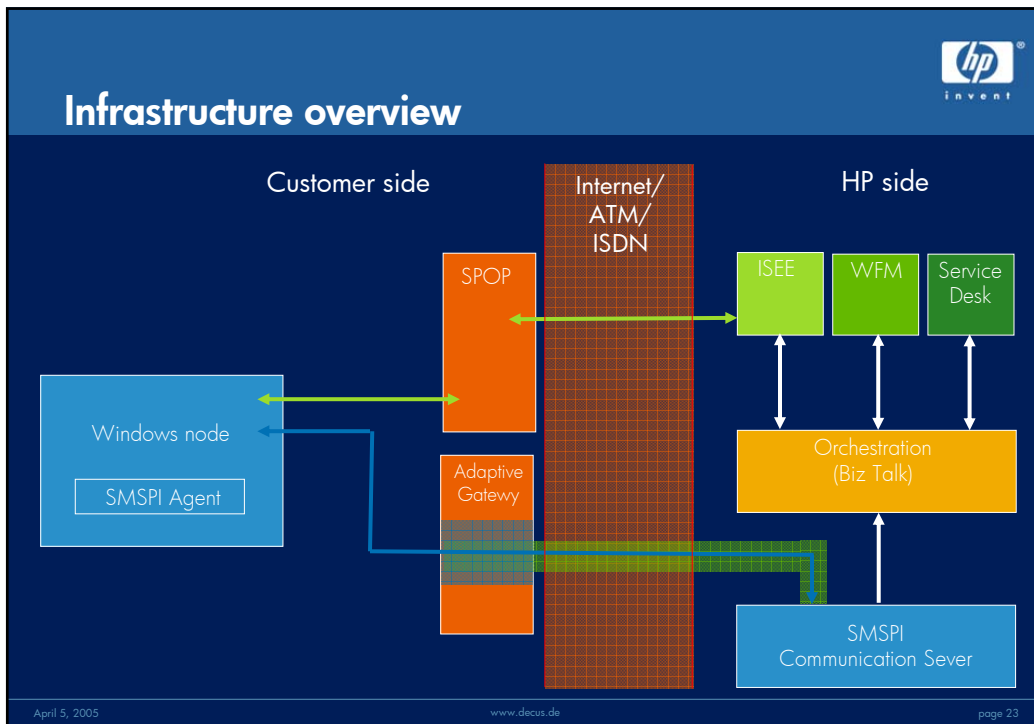 hp
®
invent
Infrastructure overview
Customer side
Internet/
ATM/
ISDN
HP side
SPOP
ISEE
WFM
Service
Desk
Windows node
SMSPI Agent
Adaptive
Gatewy
Orchestration
(Biz Talk)
SMSPI
Communication Sever
April 5, 2005
www.decus.de
page 23